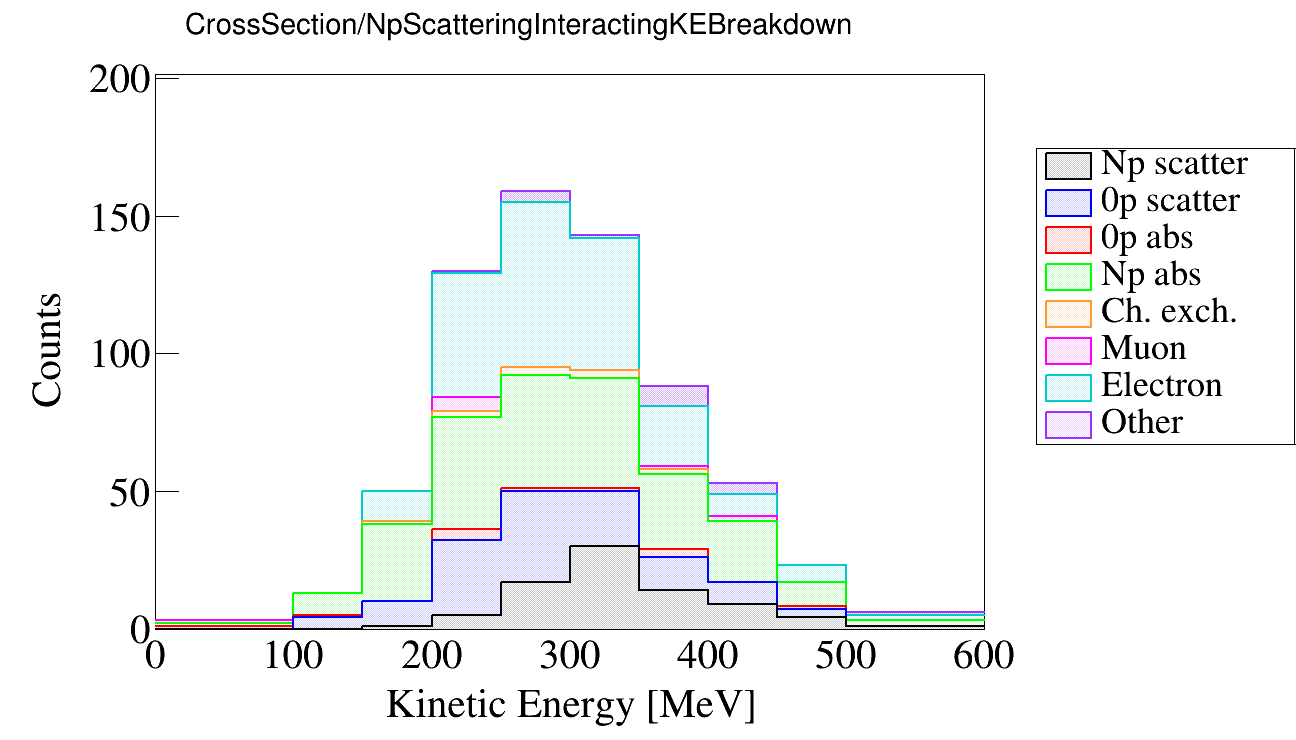 CrossSection/NpScatteringInteractingKEBreakdown
200
150
100
50
0
Counts
0 100 200 300 400 500 600
Kinetic Energy [MeV]
Np scatter
0p scatter
0p abs
Np abs
Ch. exch.
Muon
Electron
Other